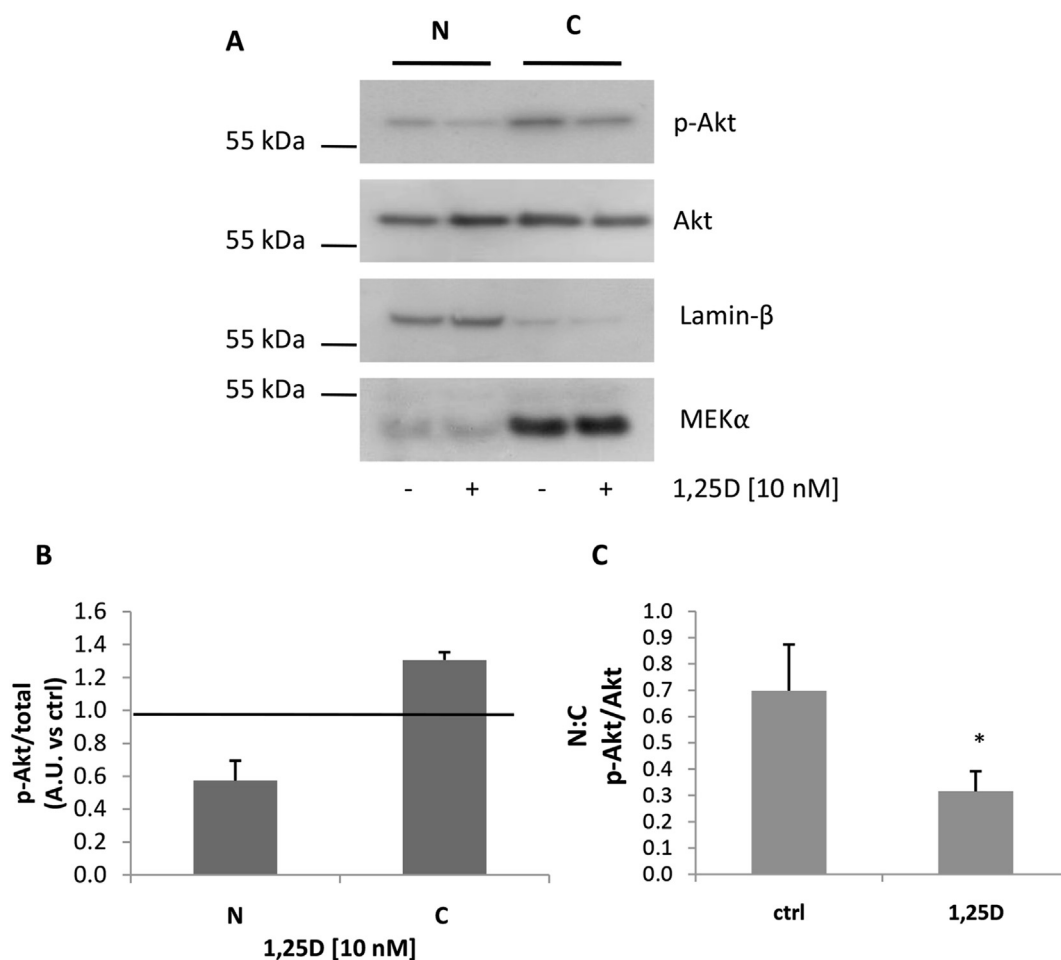 A
N C
p-Akt
55 kDa
Akt
55 kDa
Lamin-β
55 kDa
55 kDa
MEKα
- + - + 1,25D [10 nM]
B
p-Akt/total
(A.U. vs ctrl)
1.6
1.4
1.2
1.0
0.8
0.6
0.4
0.2
0.0
N C
1,25D [10 nM]
C
N:C
p-Akt/Akt
1.0
0.9
0.8
0.7
0.6
0.5
0.4
0.3
0.2
0.1
0.0
*
ctrl 1,25D